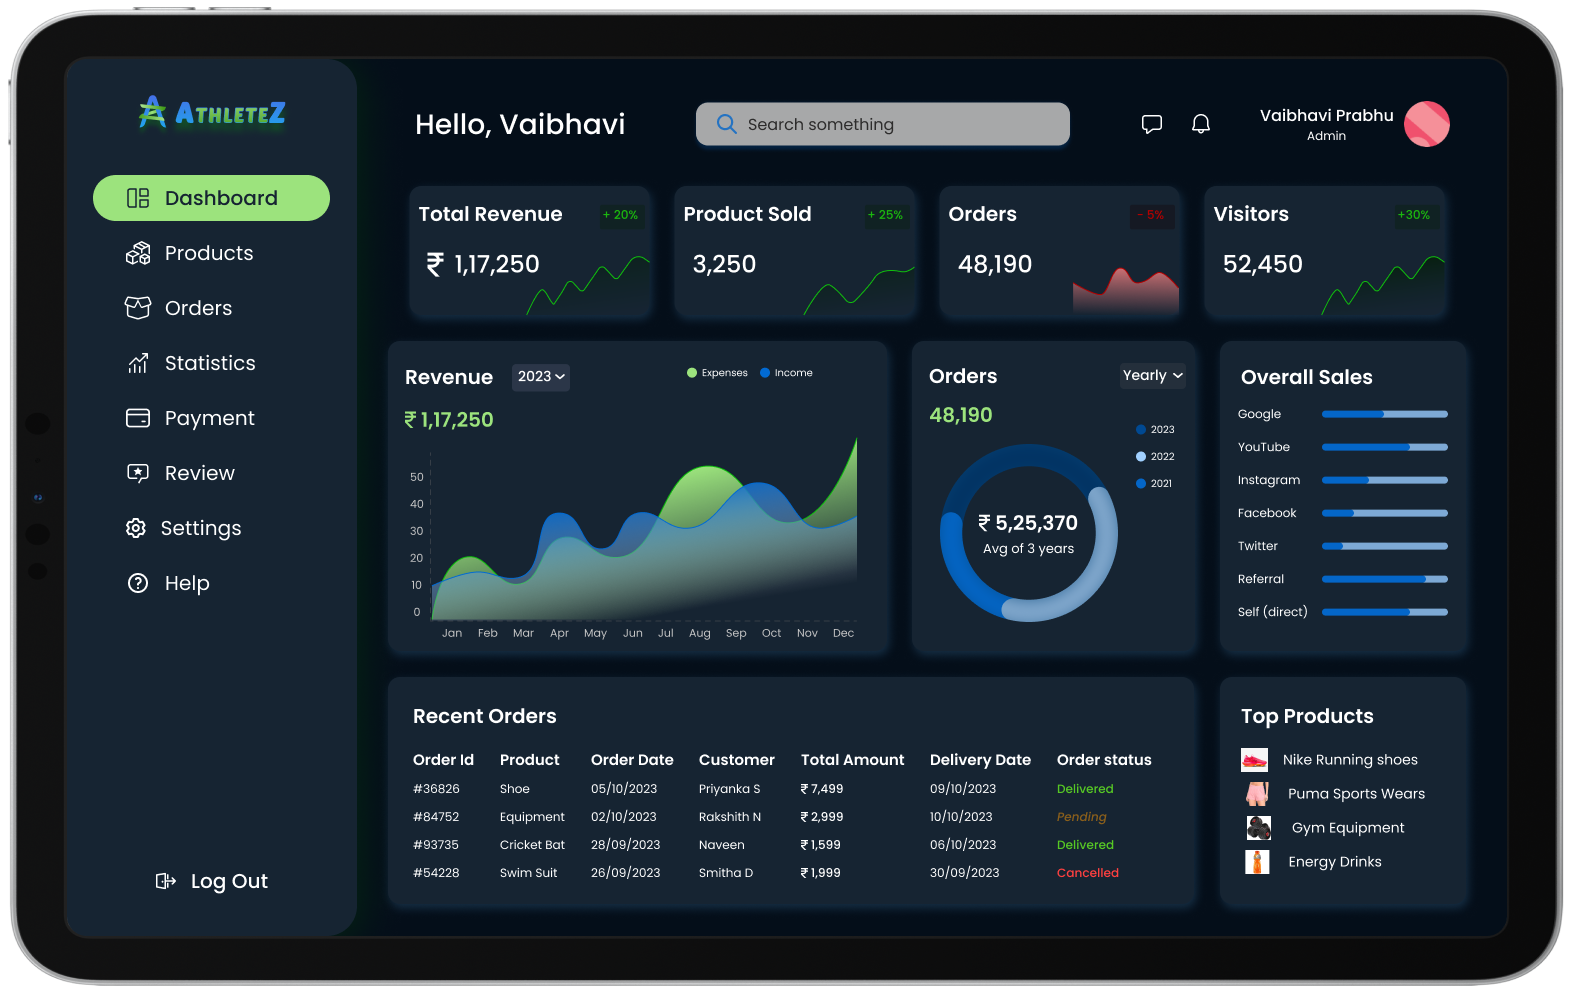 ATHLETEZ
Dashboard
Products
Orders
Statistics
Payment
Review
Settings
Help
Log Out
Hello, Vaibhavi
Search something
Vaibhavi Prabhu
Admin
Total Revenue
+ 20%
₹ 1,17,250
Product Sold
+ 25%
3,250
Orders
- 5%
48,190
Visitors
+30%
52,450
Revenue
2023
Expenses
Income
₹ 1,17,250
50
40
30
20
10
0
Jan Feb Mar Apr May Jun Jul Aug Sep Oct Nov Dec
Orders
Yearly
48,190
2023
2022
2021
₹ 5,25,370
Avg of 3 years
Overall Sales
Google
YouTube
Instagram
Facebook
Twitter
Referral
Self (direct)
Recent Orders
Order Id Product Order Date Customer Total Amount Delivery Date Order status
#36826 Shoe 05/10/2023 Priyanka S ₹ 7,499 09/10/2023 Delivered
#84752 Equipment 02/10/2023 Rakshith N ₹ 2,999 10/10/2023 Pending
#93735 Cricket Bat 28/09/2023 Naveen ₹ 1,599 06/10/2023 Delivered
#54228 Swim Suit 26/09/2023 Smitha D ₹ 1,999 30/09/2023 Cancelled
Top Products
Nike Running shoes
Puma Sports Wears
Gym Equipment
Energy Drinks